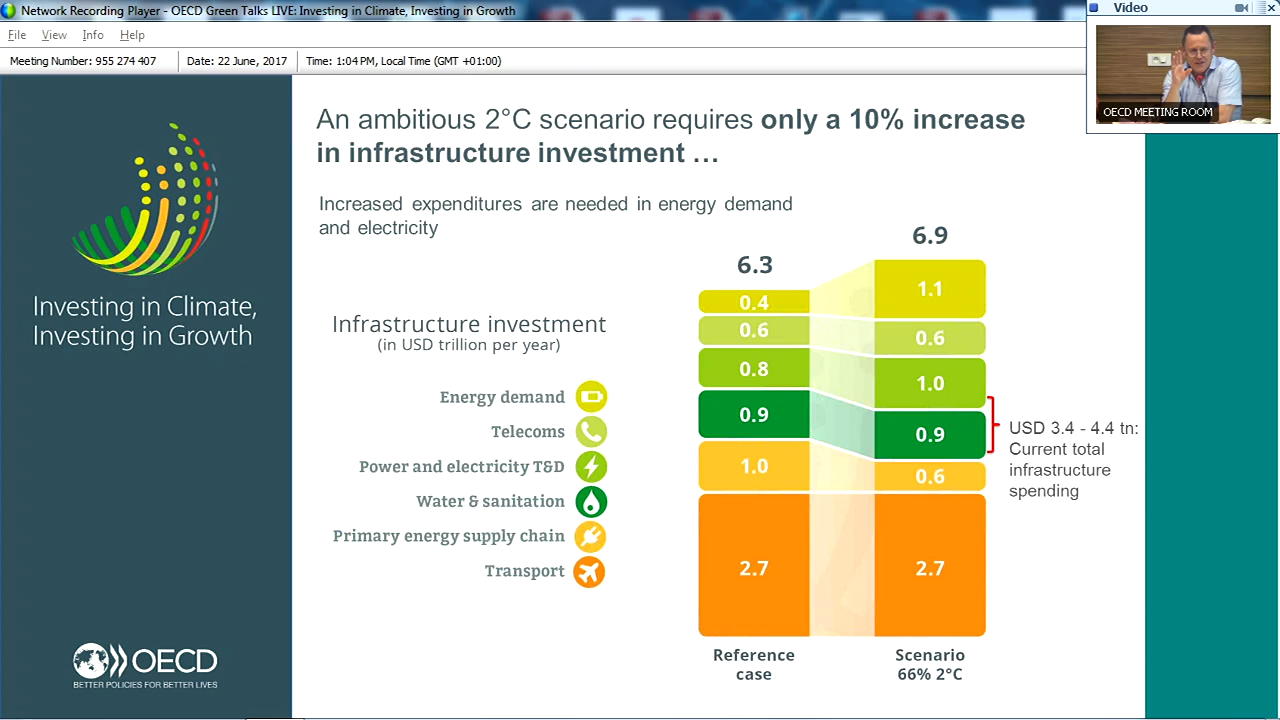 Network Recording Player - OECD Green Talks LIVE: Investing in Climate, Investing in Growth
Video
File View Info Help
Meeting Number: 955 274 407 Date: 22 June, 2017 Time: 1:04 PM, Local Time (GMT +01:00)
OECD MEETING ROOM
An ambitious 2°C scenario requires only a 10% increase
in infrastructure investment …
Increased expenditures are needed in energy demand
and electricity
Investing in Climate,
Investing in Growth
Infrastructure investment
(in USD trillion per year)
Energy demand
Telecoms
Power and electricity T&D
Water & sanitation
Primary energy supply chain
Transport
6.3
0.4
0.6
0.8
0.9
1.0
2.7
Reference
case
6.9
1.1
0.6
1.0
0.9
0.6
2.7
Scenario
66% 2°C
USD 3.4 - 4.4 tn:
Current total
infrastructure
spending
OECD
BETTER POLICIES FOR BETTER LIVES